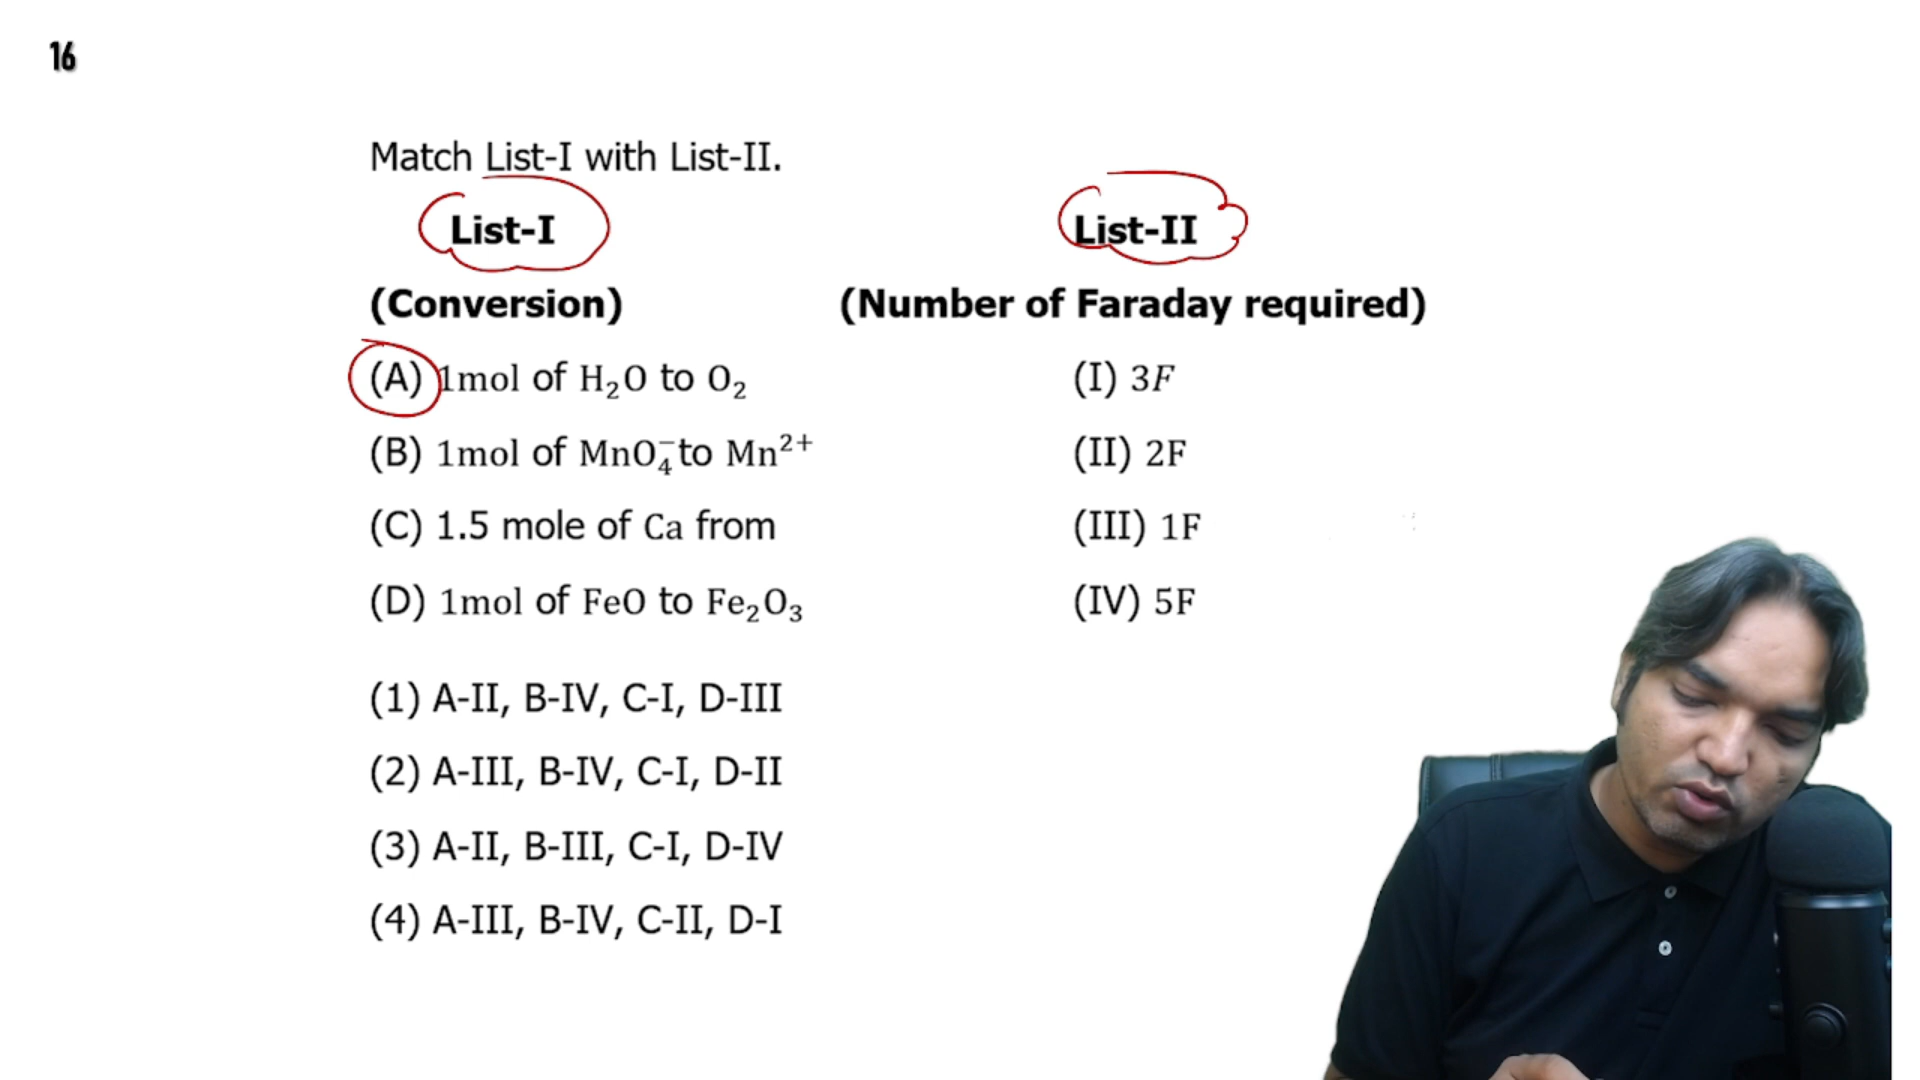 16
Match List-I with List-II.
List-I List-II
(Conversion) (Number of Faraday required)
(A) 1mol of H₂O to O₂ (I) 3F
(B) 1mol of MnO₄⁻ to Mn²⁺ (II) 2F
(C) 1.5 mole of Ca from (III) 1F
(D) 1mol of FeO to Fe₂O₃ (IV) 5F
(1) A-II, B-IV, C-I, D-III
(2) A-III, B-IV, C-I, D-II
(3) A-II, B-III, C-I, D-IV
(4) A-III, B-IV, C-II, D-I